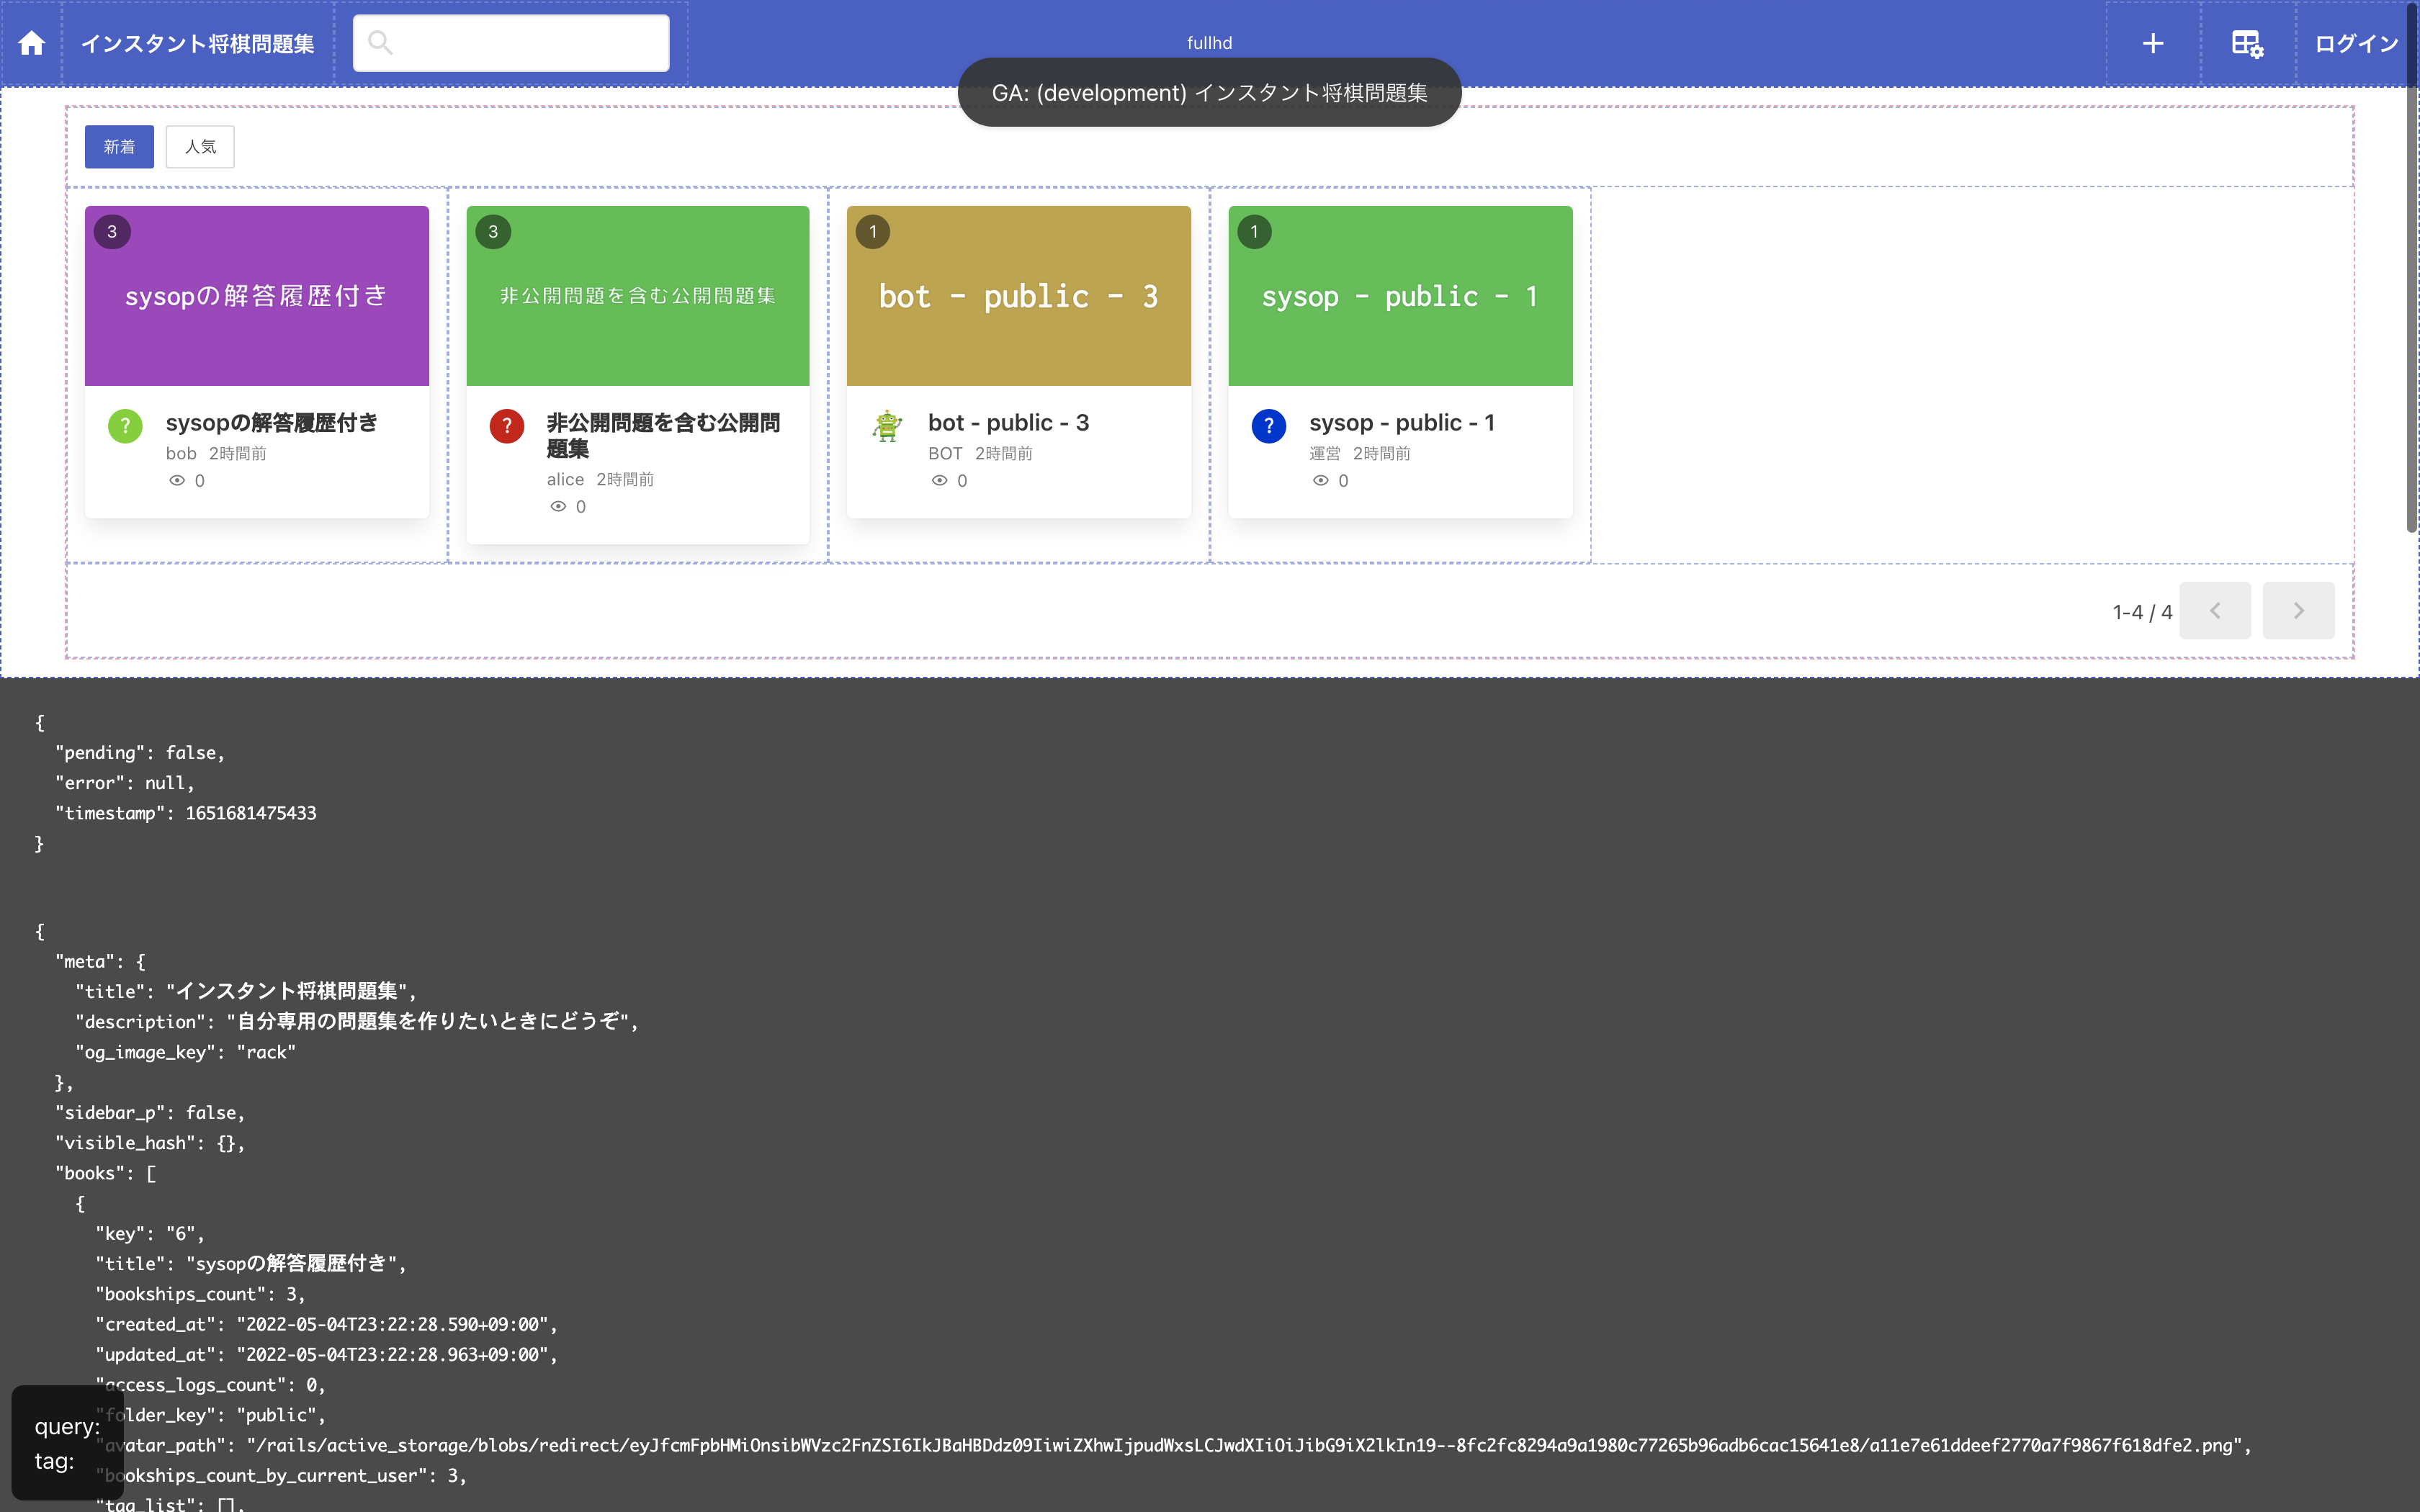 インスタント将棋問題集
fullhd
ログイン
GA: (development) インスタント将棋問題集
新着 人気
3
sysopの解答履歴付き
sysopの解答履歴付き
bob 2時間前
0
3
非公開問題を含む公開問題集
非公開問題を含む公開問
題集
alice 2時間前
0
1
bot - public - 3
bot - public - 3
BOT 2時間前
0
1
sysop - public - 1
sysop - public - 1
運営 2時間前
0
1-4 / 4
{
"pending": false,
"error": null,
"timestamp": 1651681475433
}
{
"meta": {
"title": "インスタント将棋問題集",
"description": "自分専用の問題集を作りたいときにどうぞ",
"og_image_key": "rack"
},
"sidebar_p": false,
"visible_hash": {},
"books": [
{
"key": "6",
"title": "sysopの解答履歴付き",
"bookships_count": 3,
"created_at": "2022-05-04T23:22:28.590+09:00",
"updated_at": "2022-05-04T23:22:28.963+09:00",
"access_logs_count": 0,
"folder_key": "public",
"avatar_path": "/rails/active_storage/blobs/redirect/eyJfcmFpbHMiOnsibWVzc2FnZSI6IkJBaHBDdz09IiwiZXhwIjpudWxsLCJwdXIiOiJibG9iX2lkIn19--8fc2fc8294a9a1980c77265b96adb6cac15641e8/a11e7e61ddeef2770a7f9867f618dfe2.png",
"bookships_count_by_current_user": 3,
"tag_list": [],
query:
tag: